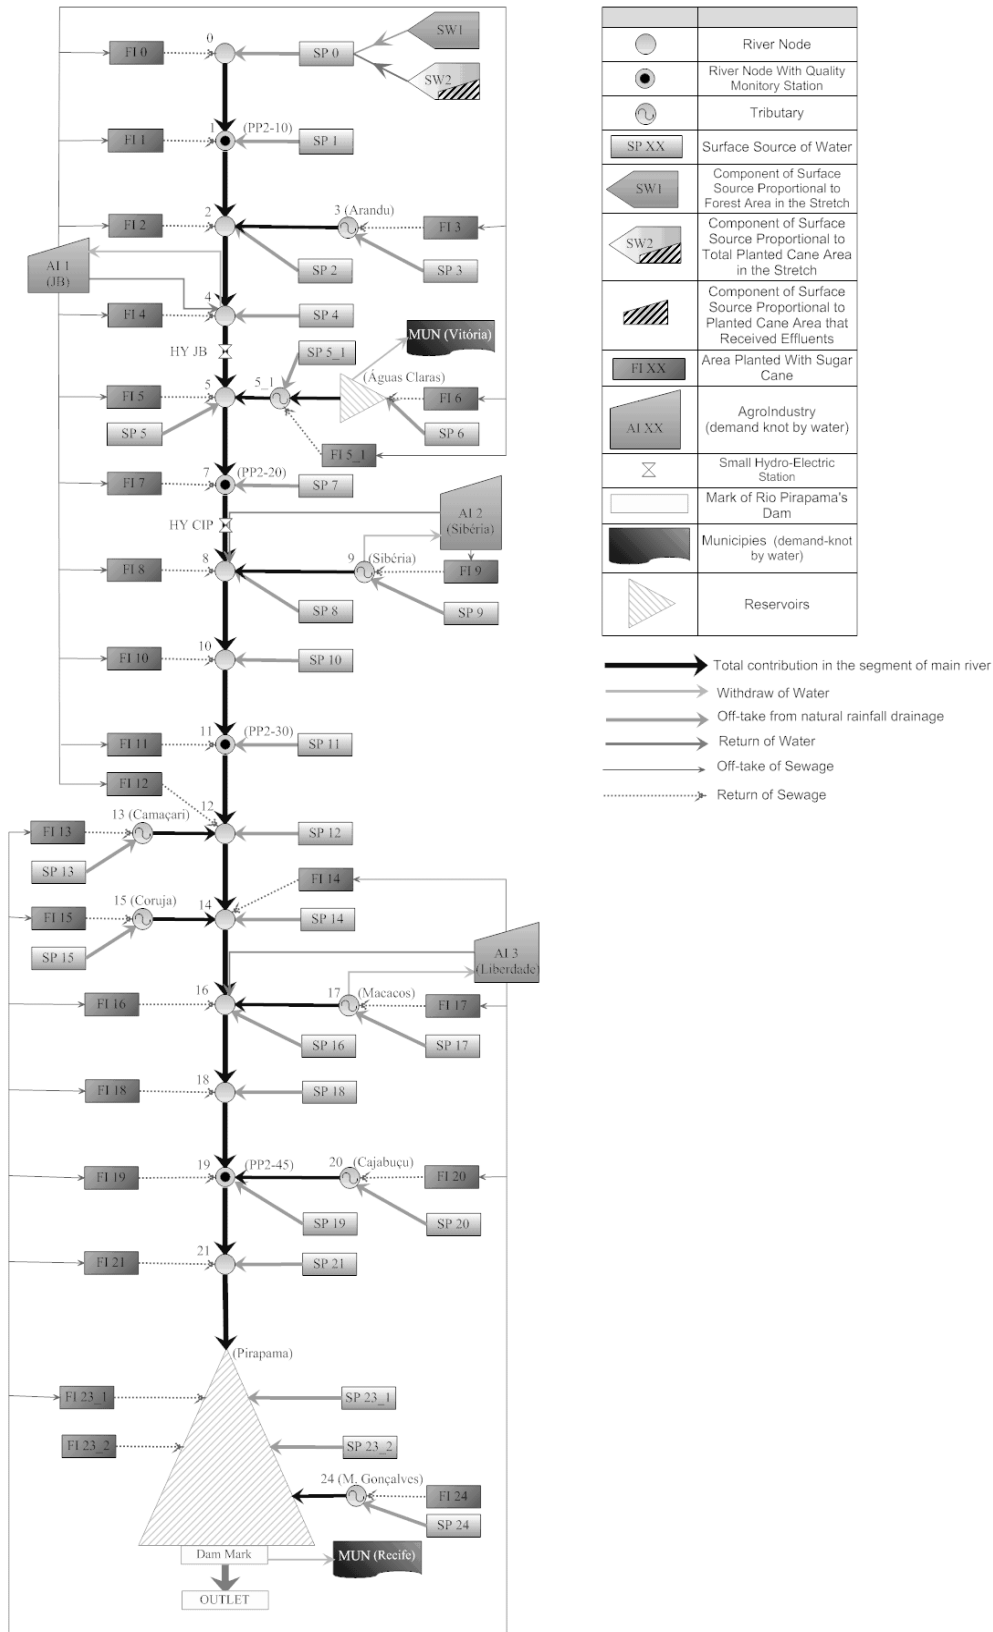 SW1
0
FI 0
SP 0
SW2
1
(PP2-10)
FI 1
SP 1
2
3 (Arandu)
FI 2
FI 3
SP 2
SP 3
AI 1
(JB)
4
FI 4
SP 4
MUN (Vitória)
HY JB
SP 5_1
(Águas Claras)
5
5_1
FI 5
FI 6
SP 5
SP 6
FI 5_1
7
(PP2-20)
FI 7
SP 7
AI 2
(Sibéria)
HY CIP
8
9
(Sibéria)
FI 8
FI 9
SP 8
SP 9
10
FI 10
SP 10
11
(PP2-30)
FI 11
SP 11
FI 12
12
13 (Camaçari)
FI 13
SP 12
SP 13
FI 14
15 (Coruja)
14
FI 15
SP 14
SP 15
AI 3
(Liberdade)
16
17
(Macacos)
FI 16
FI 17
SP 16
SP 17
18
FI 18
SP 18
19
(PP2-45)
20
(Cajabuçu)
FI 19
FI 20
SP 19
SP 20
21
FI 21
SP 21
(Pirapama)
FI 23_1
SP 23_1
FI 23_2
SP 23_2
24 (M. Gonçalves)
FI 24
SP 24
Dam Mark
MUN (Recife)
OUTLET
River Node
River Node With Quality
Monitory Station
Tributary
SP XX
Surface Source of Water
SW1
Component of Surface
Source Proportional to
Forest Area in the Stretch
SW2
Component of Surface
Source Proportional to
Total Planted Cane Area
in the Stretch
Component of Surface
Source Proportional to
Planted Cane Area that
Received Effluents
FI XX
Area Planted With Sugar
Cane
AI XX
AgroIndustry
(demand knot by water)
Small Hydro-Electric
Station
Mark of Rio Pirapama's
Dam
Municipies (demand-knot
by water)
Reservoirs
Total contribution in the segment of main river
Withdraw of Water
Off-take from natural rainfall drainage
Return of Water
Off-take of Sewage
Return of Sewage